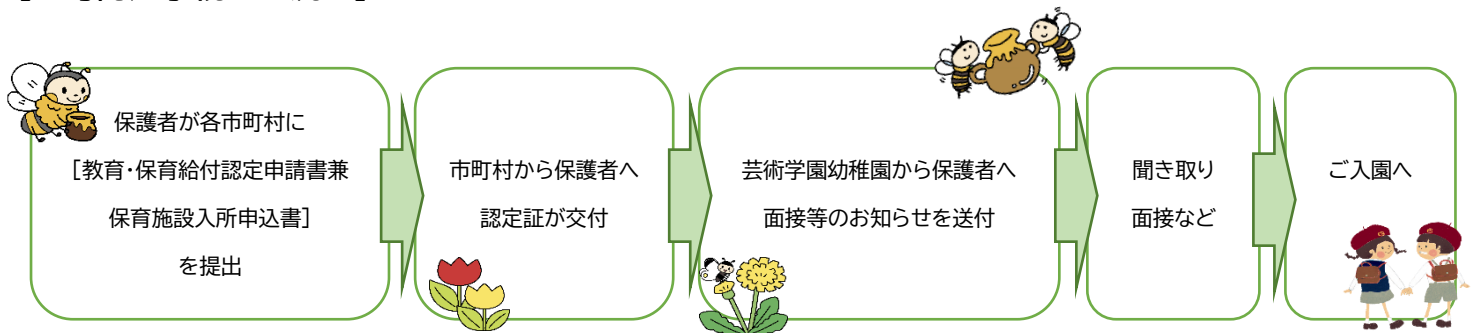 保護者が各市町村に
[教育・保育給付認定申請書兼
保育施設入所申込書]
を提出
市町村から保護者へ
認定証が交付
芸術学園幼稚園から保護者へ
面接等のお知らせを送付
聞き取り
面接など
ご入園へ